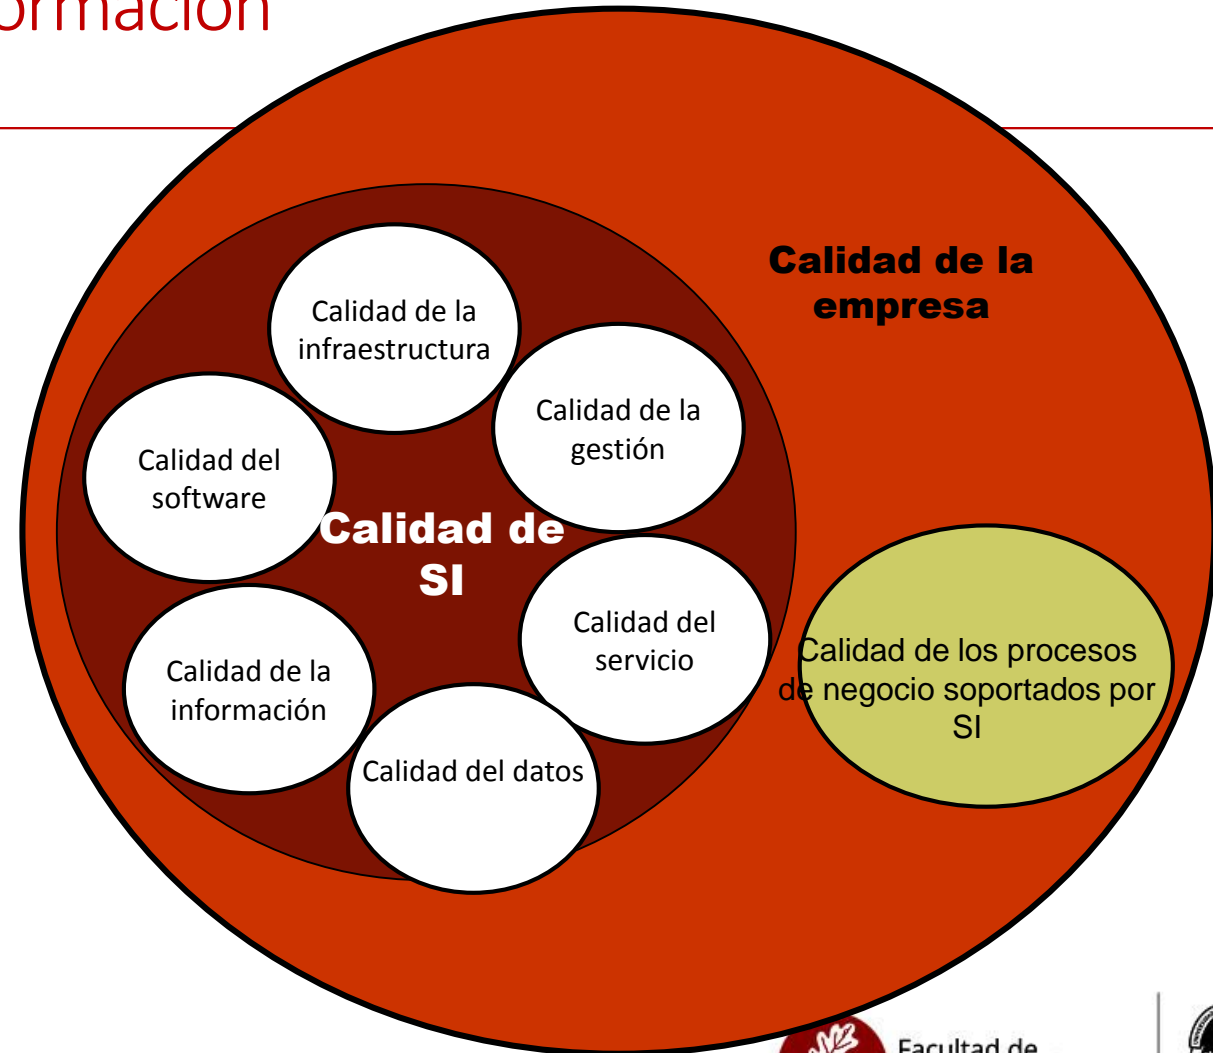 ormación
Calidad de la
empresa
Calidad de la
infraestructura
Calidad de la
gestión
Calidad del
software
Calidad de
SI
Calidad del
servicio
Calidad de los procesos
de negocio soportados por
SI
Calidad de la
información
Calidad del datos
Facultad de